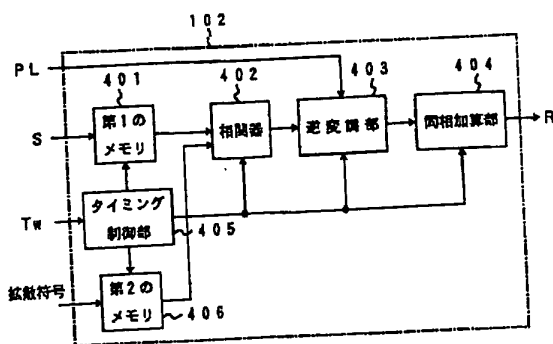 102
PL
401
402
403
404
S
第1の
メモリ
相関器
逆変調部
同相加算部
R
Tw
タイミング
制御部
405
拡散符号
第2の
メモリ
406